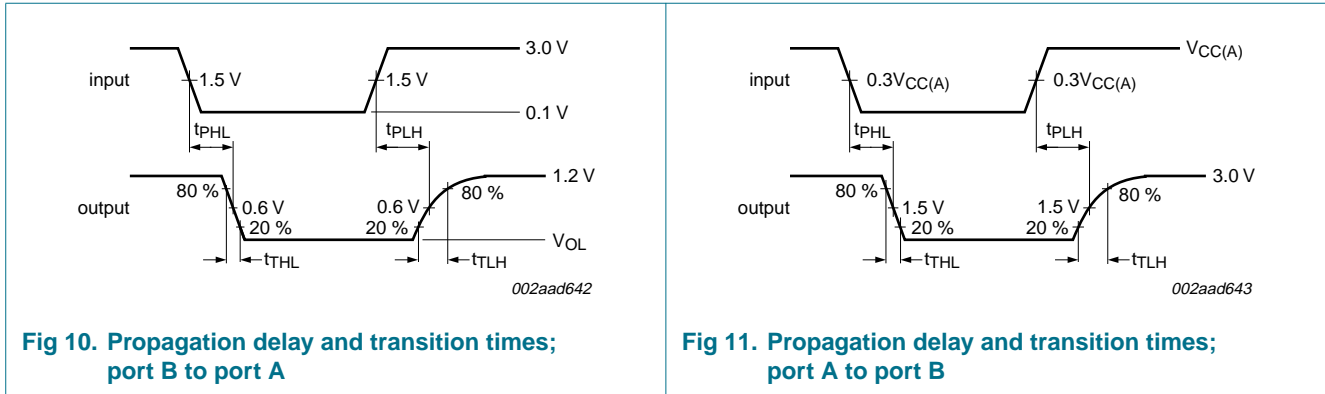 input
1.5 V
1.5 V
3.0 V
0.1 V
tPHL
tPLH
output
80 %
0.6 V
20 %
0.6 V
20 %
80 %
1.2 V
VOL
tTHL
tTLH
002aad642
Fig 10. Propagation delay and transition times;
port B to port A
input
0.3VCC(A)
0.3VCC(A)
VCC(A)
tPHL
tPLH
output
80 %
1.5 V
20 %
1.5 V
20 %
80 %
3.0 V
tTHL
tTLH
002aad643
Fig 11. Propagation delay and transition times;
port A to port B